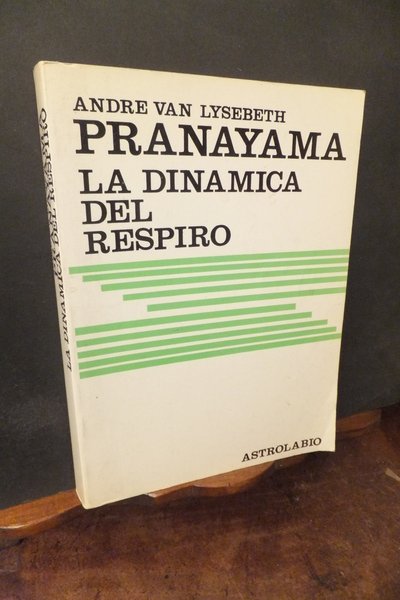 ANDRE VAN LYSEBETH
PRANAYAMA
LA DINAMICA
DEL
RESPIRO
ASTROLABIO
LA DINAMICA DEL RESPIRO